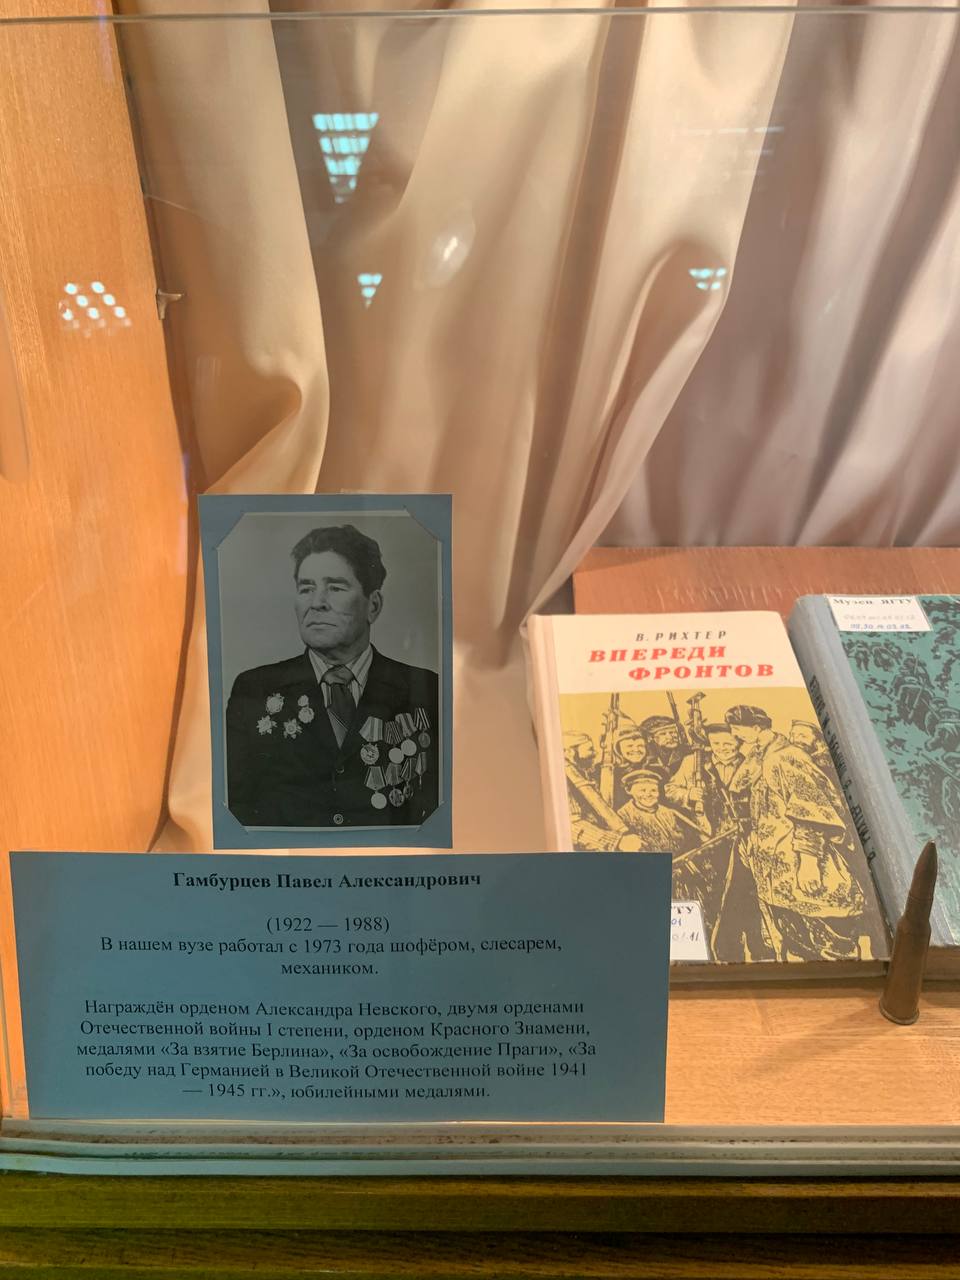 Гамбурцев Павел Александрович
(1922 — 1988)
В нашем вузе работал с 1973 года шофёром, слесарем,
механиком.
Награждён орденом Александра Невского, двумя орденами
Отечественной войны I степени, орденом Красного Знамени,
медалями «За взятие Берлина», «За освобождение Праги», «За
победу над Германией в Великой Отечественной войне 1941
— 1945 гг.», юбилейными медалями.
В. РИХТЕР
ВПЕРЕДИ
ФРОНТОВ
Музей ЯГТУ